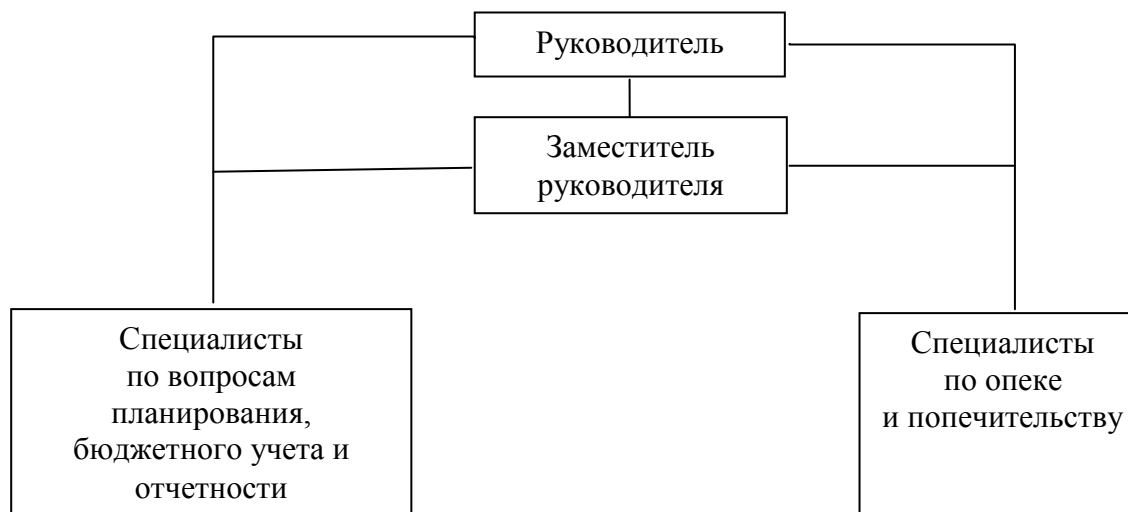 Руководитель
Заместитель
руководителя
Специалисты
по вопросам
планирования,
бюджетного учета и
отчетности
Специалисты
по опеке
и попечительству